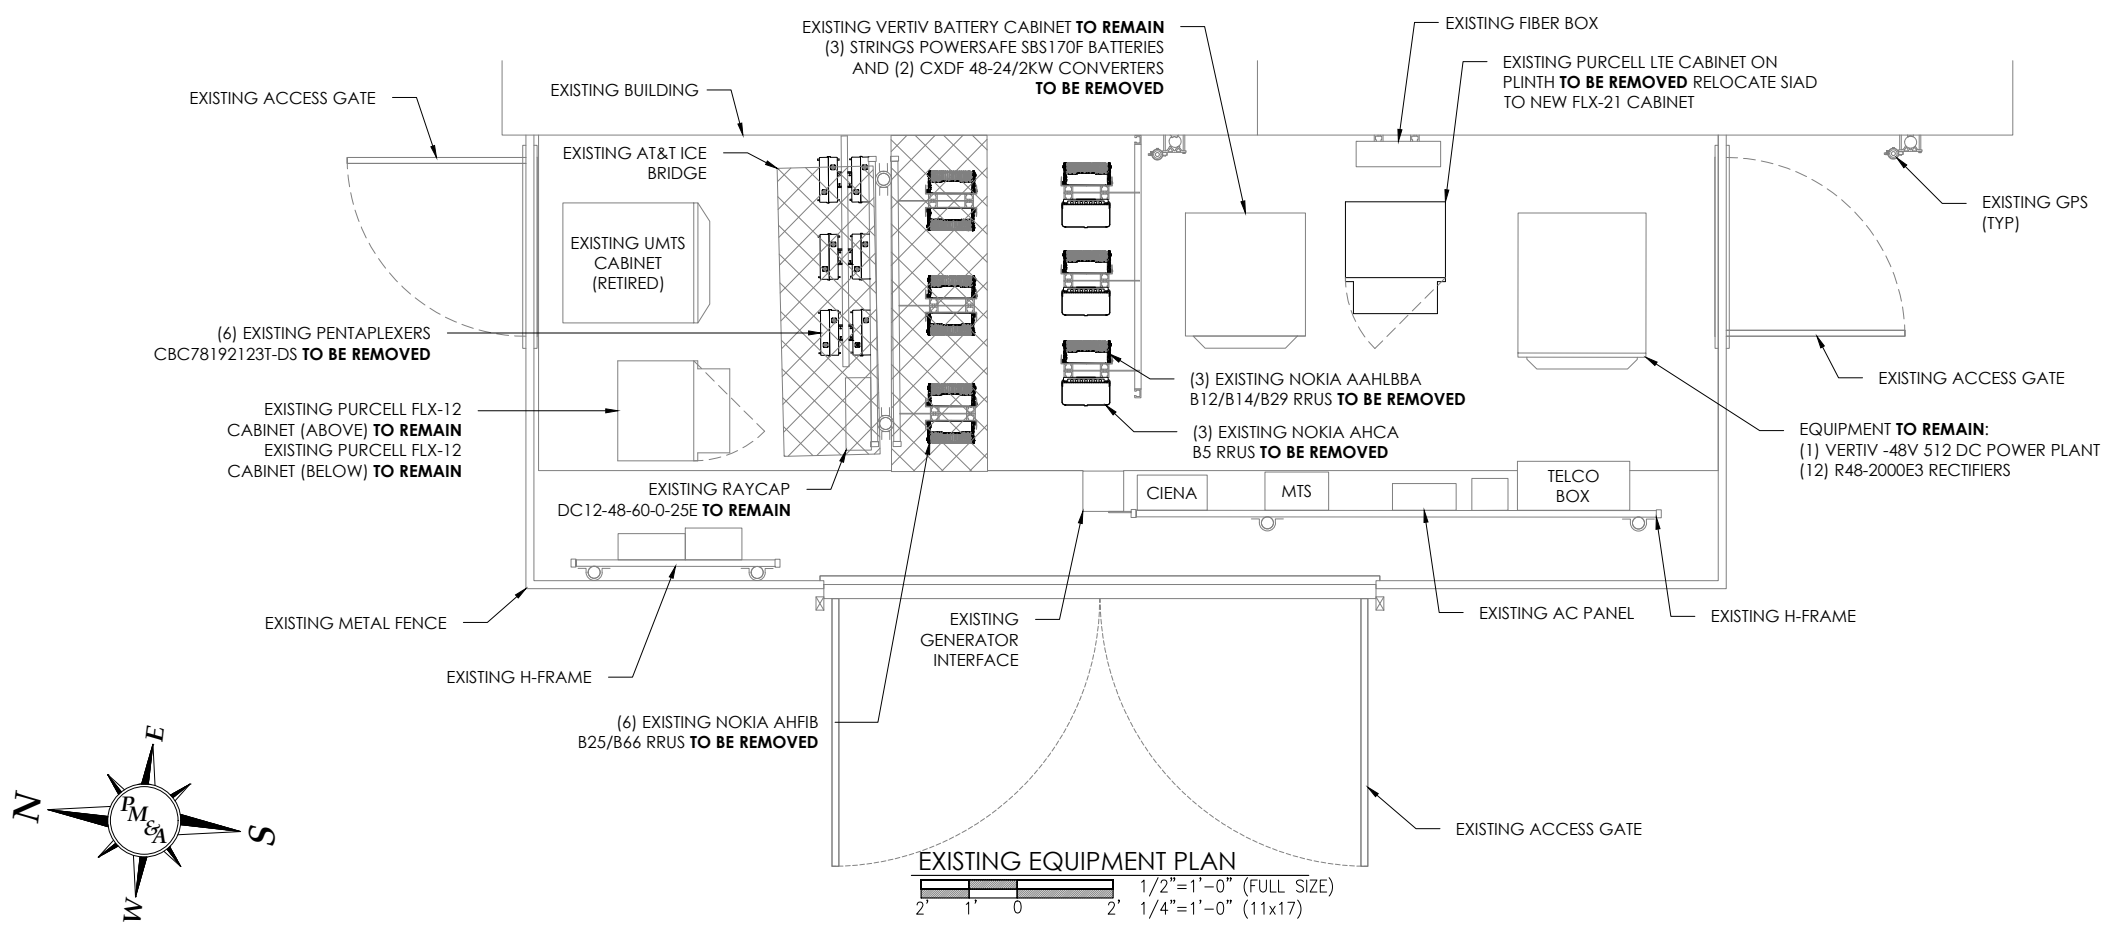 EXISTING VERTIV BATTERY CABINET TO REMAIN
(3) STRINGS POWERSAFE SBS170F BATTERIES
AND (2) CXDF 48-24/2KW CONVERTERS
TO BE REMOVED
EXISTING FIBER BOX
EXISTING PURCELL LTE CABINET ON
PLINTH TO BE REMOVED RELOCATE SIAD
TO NEW FLX-21 CABINET
EXISTING ACCESS GATE
EXISTING BUILDING
EXISTING AT&T ICE
BRIDGE
EXISTING GPS
(TYP)
EXISTING UMTS
CABINET
(RETIRED)
(6) EXISTING PENTAPLEXERS
CBC78192123T-DS TO BE REMOVED
EXISTING PURCELL FLX-12
CABINET (ABOVE) TO REMAIN
EXISTING PURCELL FLX-12
CABINET (BELOW) TO REMAIN
(3) EXISTING NOKIA AAHLBBA
B12/B14/B29 RRUS TO BE REMOVED
(3) EXISTING NOKIA AHCA
B5 RRUS TO BE REMOVED
EXISTING ACCESS GATE
EQUIPMENT TO REMAIN:
(1) VERTIV -48V 512 DC POWER PLANT
(12) R48-2000E3 RECTIFIERS
EXISTING RAYCAP
DC12-48-60-0-25E TO REMAIN
CIENA
MTS
TELCO
BOX
EXISTING METAL FENCE
EXISTING H-FRAME
EXISTING
GENERATOR
INTERFACE
EXISTING AC PANEL
EXISTING H-FRAME
(6) EXISTING NOKIA AHFIB
B25/B66 RRUS TO BE REMOVED
EXISTING ACCESS GATE
N
E
S
W
PM&A
EXISTING EQUIPMENT PLAN
2' 1' 0 2'
1/2"=1'-0" (FULL SIZE)
1/4"=1'-0" (11x17)